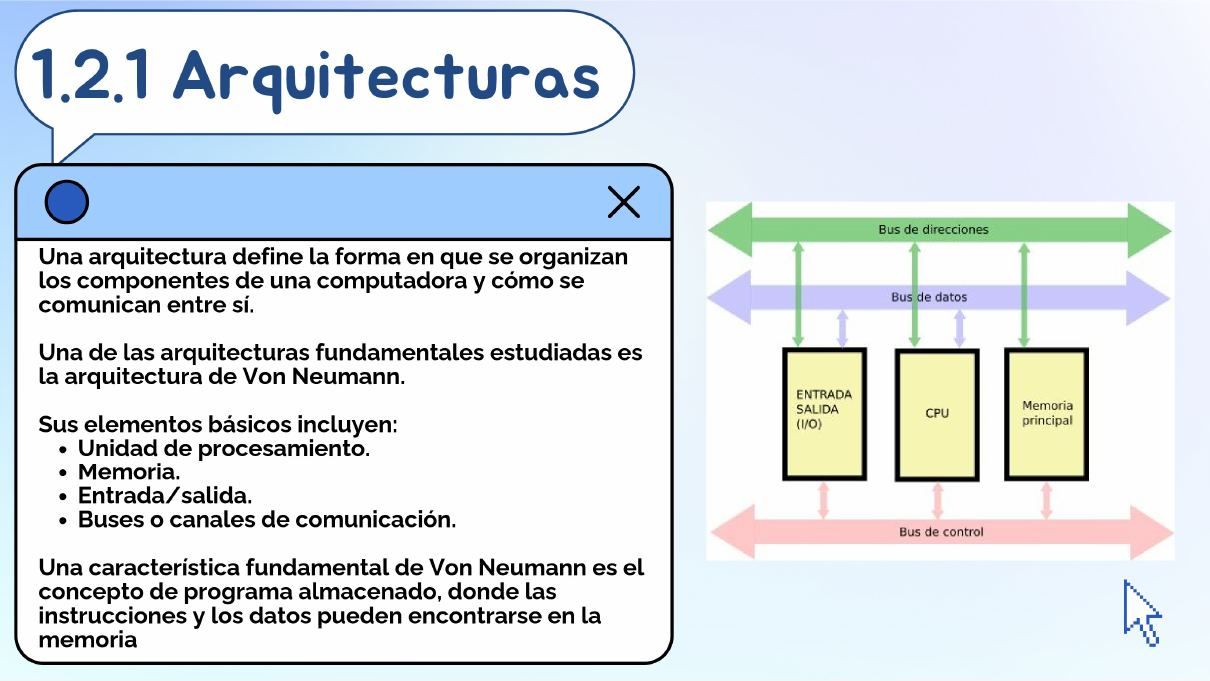 1.2.1 Arquitecturas
Una arquitectura define la forma en que se organizan
los componentes de una computadora y cómo se
comunican entre sí.
Una de las arquitecturas fundamentales estudiadas es
la arquitectura de Von Neumann.
Sus elementos básicos incluyen:
• Unidad de procesamiento.
• Memoria.
• Entrada/salida.
• Buses o canales de comunicación.
Una característica fundamental de Von Neumann es el
concepto de programa almacenado, donde las
instrucciones y los datos pueden encontrarse en la
memoria
Bus de direcciones
Bus de datos
ENTRADA
SALIDA
(I/O)
CPU
Memoria
principal
Bus de control